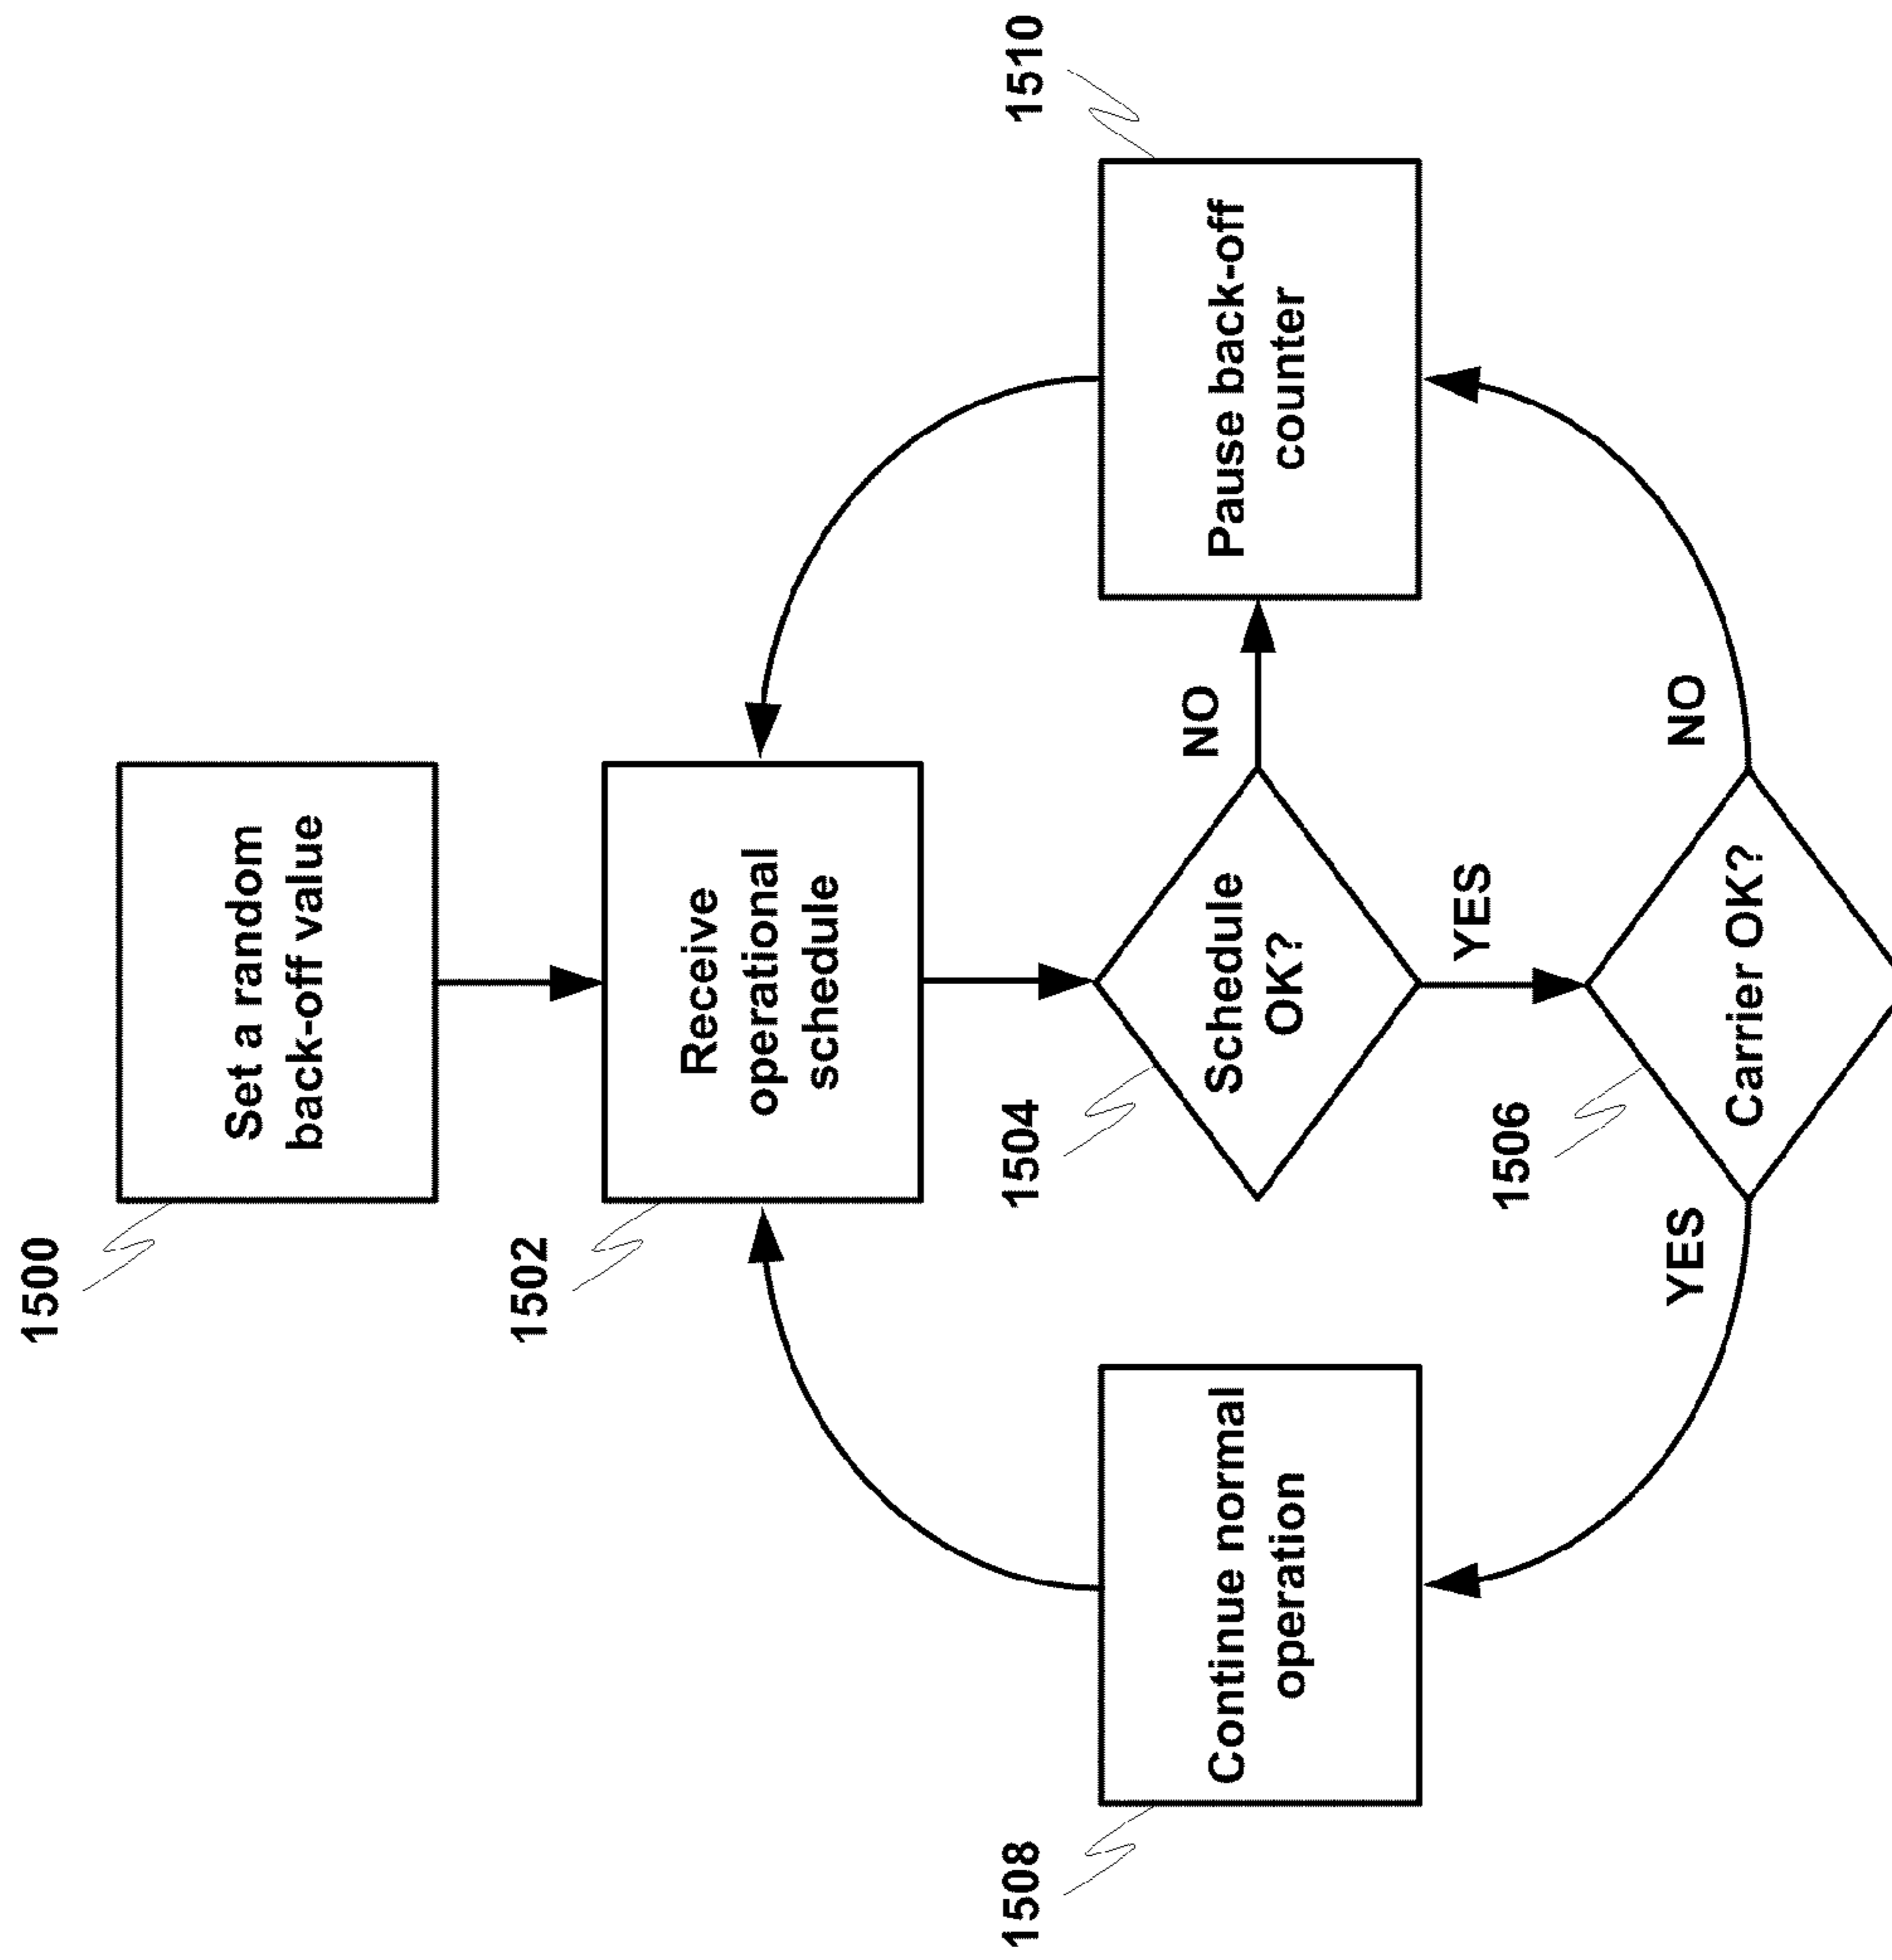 1500
Set a random
back-off value
1502
Receive
operational
schedule
1504
Schedule
OK?
NO
1510
Pause back-off
counter
YES
1508
Continue normal
operation
1506
Carrier OK?
YES
NO